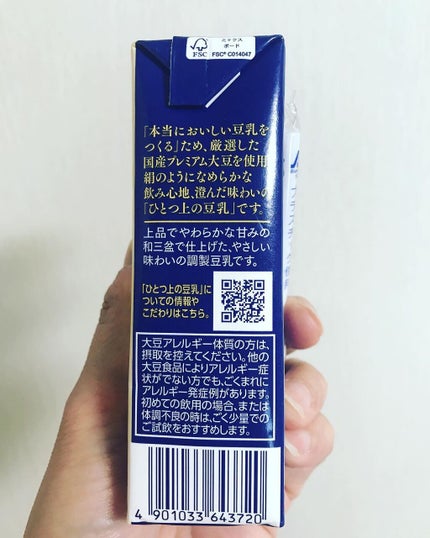 ミックス
ボード
FSC
FSC® C014047
「本当においしい豆乳を
つくる」ため、厳選した
国産プレミアム大豆を使用
絹のようになめらかな
飲み心地、澄んだ味わいの
「ひとつ上の豆乳」です。
上品でやわらかな甘みの
和三盆で仕上げた、やさしい
味わいの調製豆乳です。
「ひとつ上の豆乳」に
ついての情報や
こだわりはこちら。
大豆アレルギー体質の方は、
摂取を控えてください。他の
大豆食品によりアレルギー症
状がでない方でも、ごくまれに
アレルギー発症例があります。
初めての飲用の場合、または
体調不良の時は、ごく少量での
ご試飲をおすすめします。
4 901033 643720